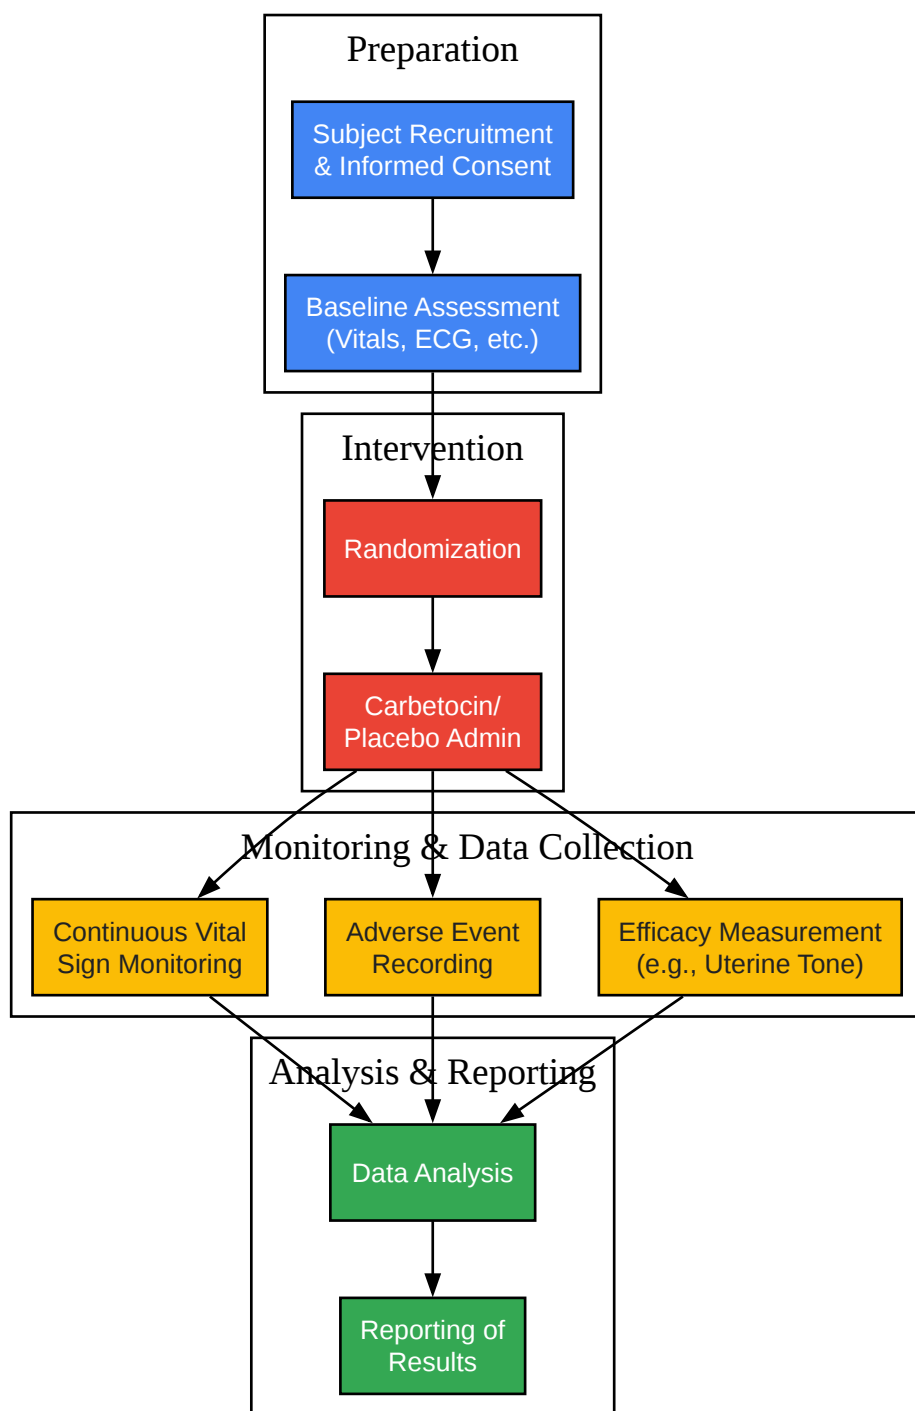 Preparation
Subject Recruitment
& Informed Consent
Baseline Assessment
(Vitals, ECG, etc.)
Intervention
Randomization
Carbetocin/
Placebo Admin
Monitoring & Data Collection
Continuous Vital
Sign Monitoring
Adverse Event
Recording
Efficacy Measurement
(e.g., Uterine Tone)
Analysis & Reporting
Data Analysis
Reporting of
Results